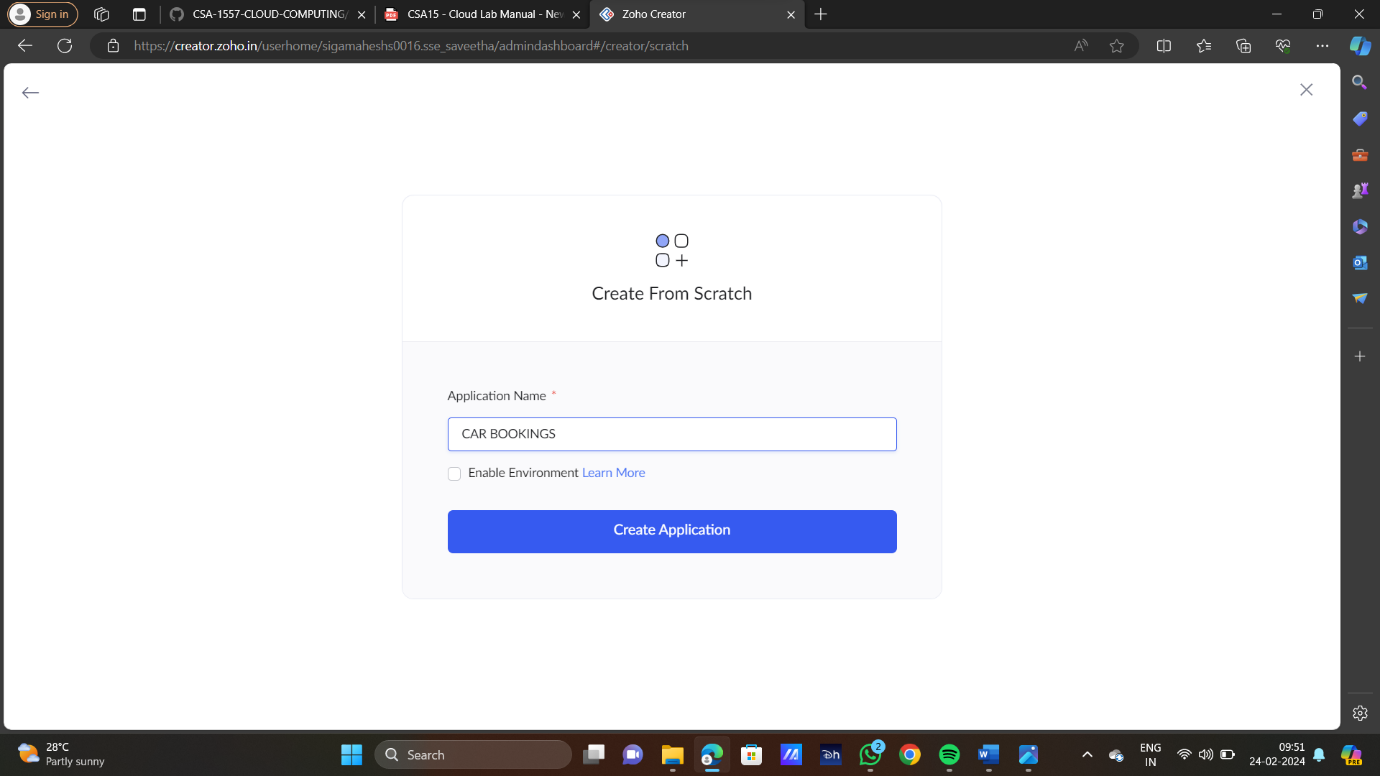 Sign in
CSA-1557-CLOUD-COMPUTING/
CSA15 - Cloud Lab Manual - New
Zoho Creator
https://creator.zoho.in/userhome/sigamaheshs0016.sse_saveetha/admindashboard#/creator/scratch
Create From Scratch
Application Name *
CAR BOOKINGS
Enable Environment Learn More
Create Application
28°C
Partly sunny
Search
2
ENG
IN
09:51
24-02-2024
PRE